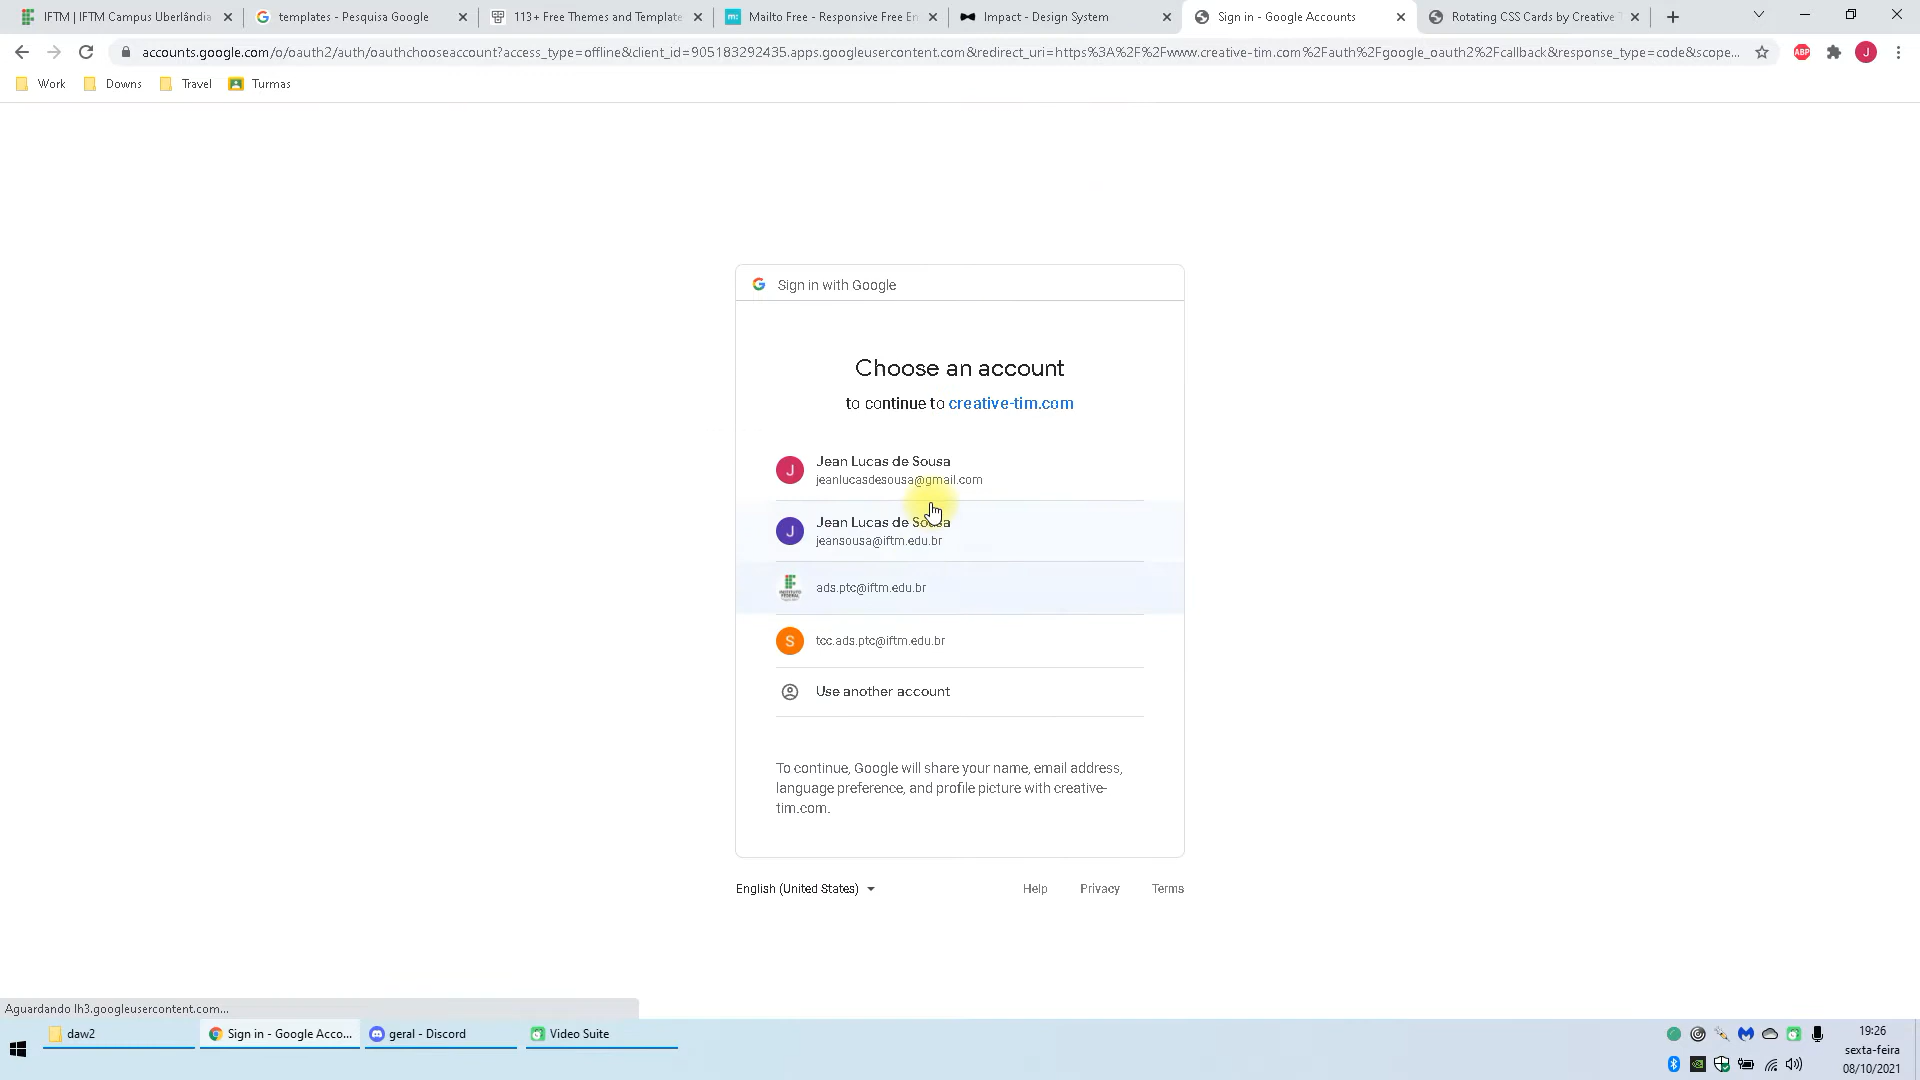 IFTM | IFTM Campus Uberlândia
templates - Pesquisa Google
113+ Free Themes and Template
Mailto Free - Responsive Free Em
Impact - Design System
Sign in - Google Accounts
Rotating CSS Cards by Creative T
accounts.google.com/o/oauth2/auth/oauthchooseaccount?access_type=offline&client_id=905183292435.apps.googleusercontent.com&redirect_uri=https%3A%2F%2Fwww.creative-tim.com%2Fauth%2Fgoogle_oauth2%2Fcallback&response_type=code&scope...
ABP
J
Work
Downs
Travel
Turmas
Sign in with Google
Choose an account
to continue to creative-tim.com
J
Jean Lucas de Sousa
jeanlucasdesousa@gmail.com
J
Jean Lucas de Sousa
jeansousa@iftm.edu.br
ads.ptc@iftm.edu.br
S
tcc.ads.ptc@iftm.edu.br
Use another account
To continue, Google will share your name, email address,
language preference, and profile picture with creative-
tim.com.
English (United States)
Help
Privacy
Terms
Aguardando lh3.googleusercontent.com...
daw2
Sign in - Google Acco...
geral - Discord
Video Suite
19:26
sexta-feira
08/10/2021